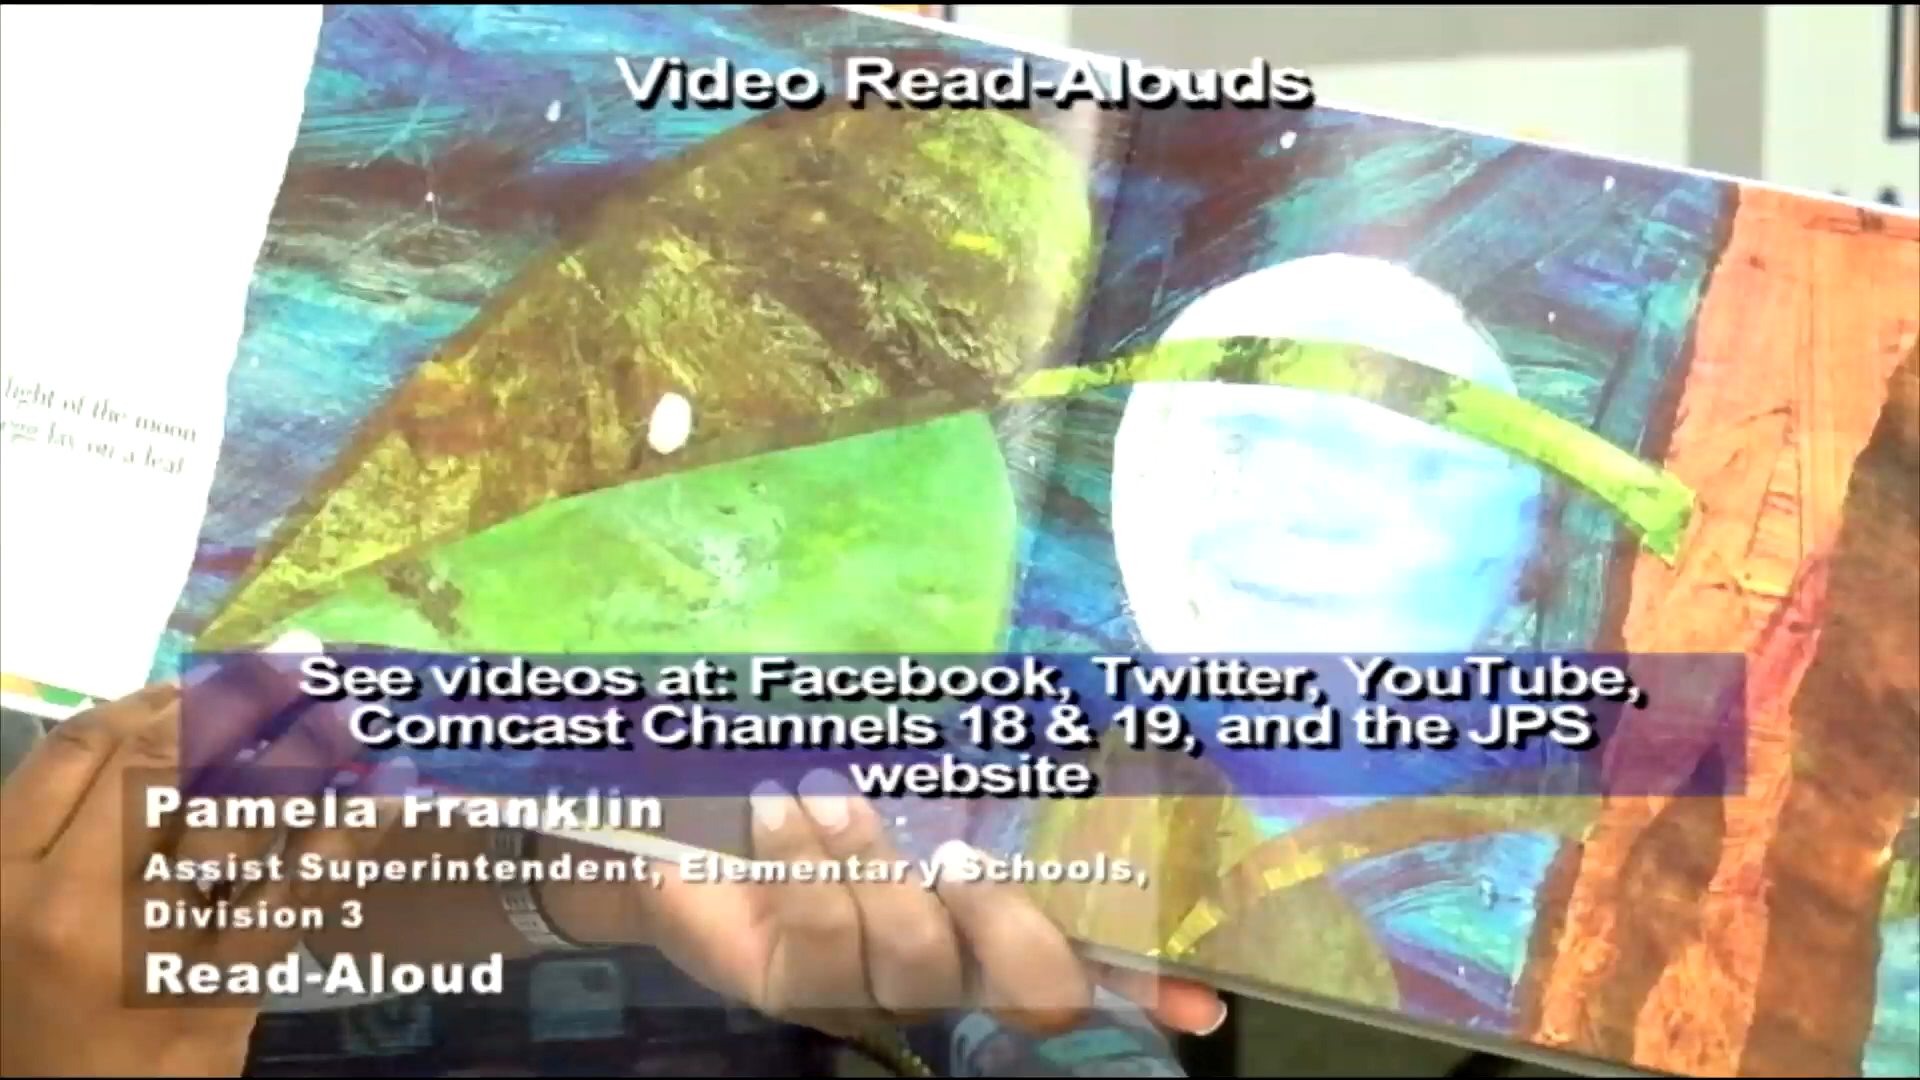 Video Read-Alouds
light of the moon
egg lay on a leaf.
See videos at: Facebook, Twitter, YouTube,
Comcast Channels 18 & 19, and the JPS
website
Pamela Franklin
Assist Superintendent, Elementary Schools,
Division 3
Read-Aloud